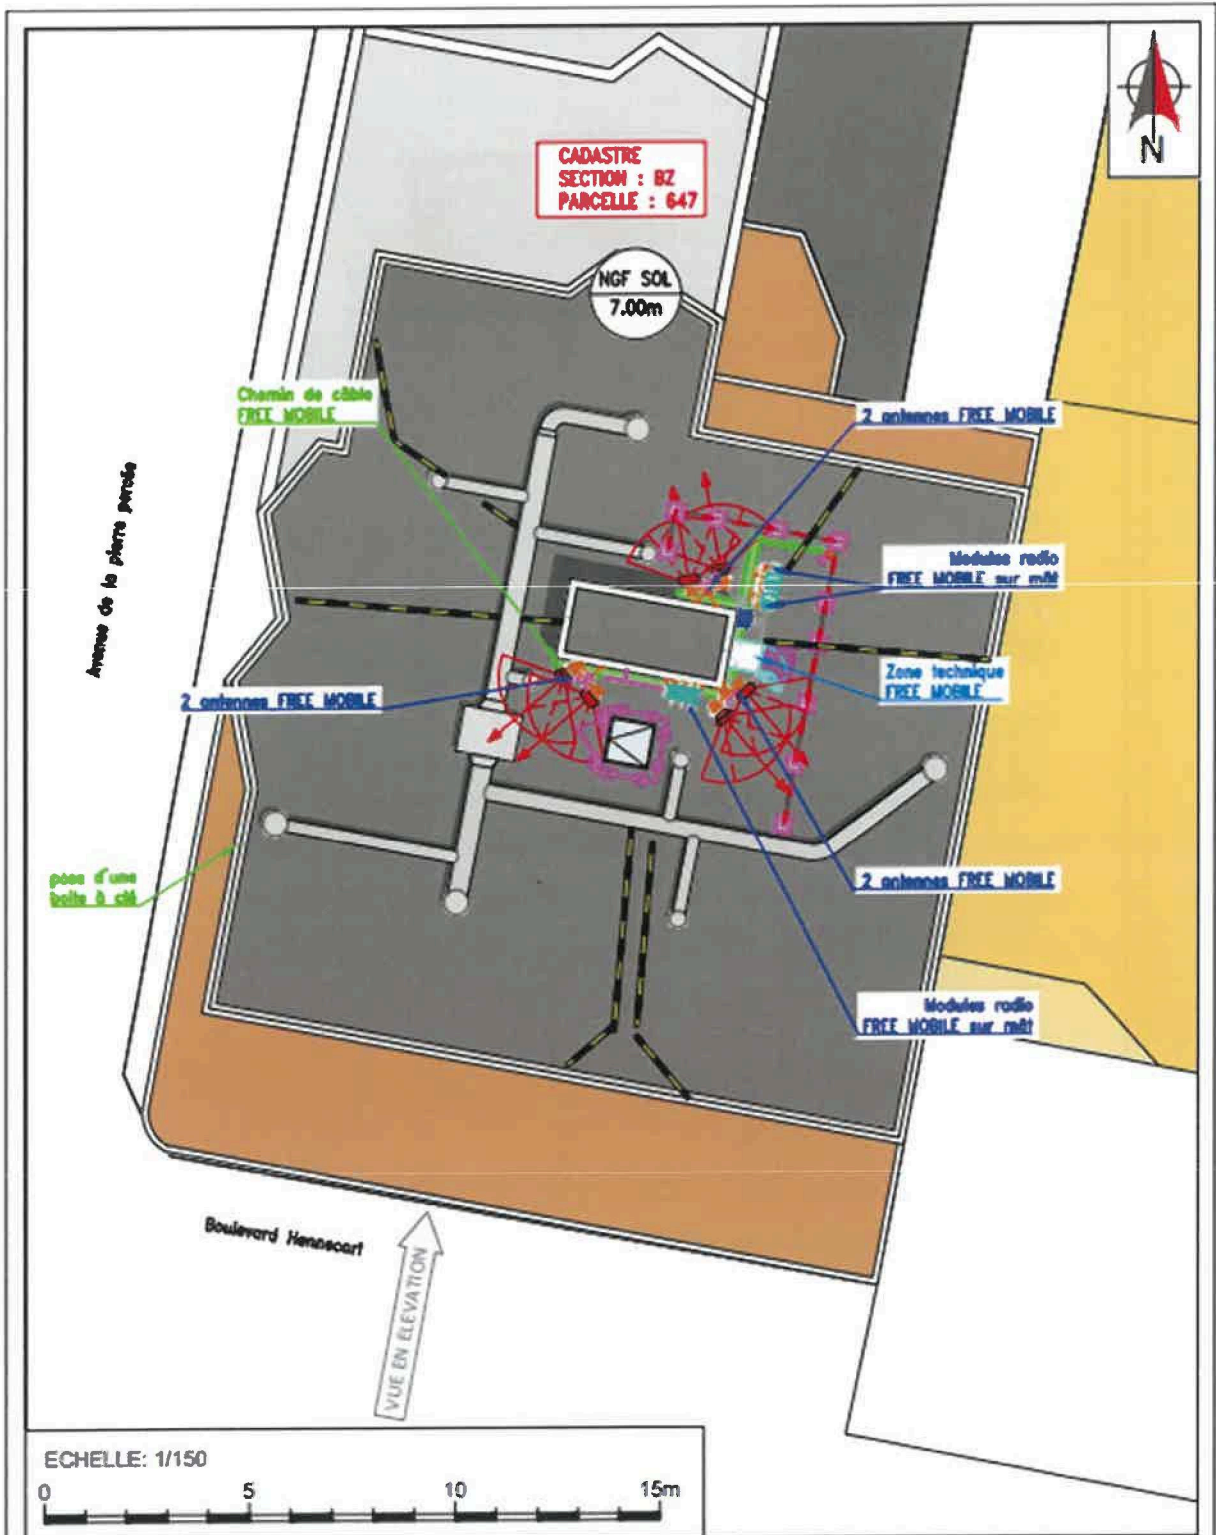 N
CADASTRE
SECTION : BZ
PARCELLE : 647
NGF SOL
7.00m
Chemin de câble
FREE MOBILE
2 antennes FREE MOBILE
Avenue de la pierre percée
Modules radio
FREE MOBILE sur mât
Zone technique
FREE MOBILE
2 antennes FREE MOBILE
pose d'une
boite à clé
2 antennes FREE MOBILE
Modules radio
FREE MOBILE sur mât
Boulevard Hennecart
VUE EN ELEVATION
ECHELLE: 1/150
0 5 10 15m